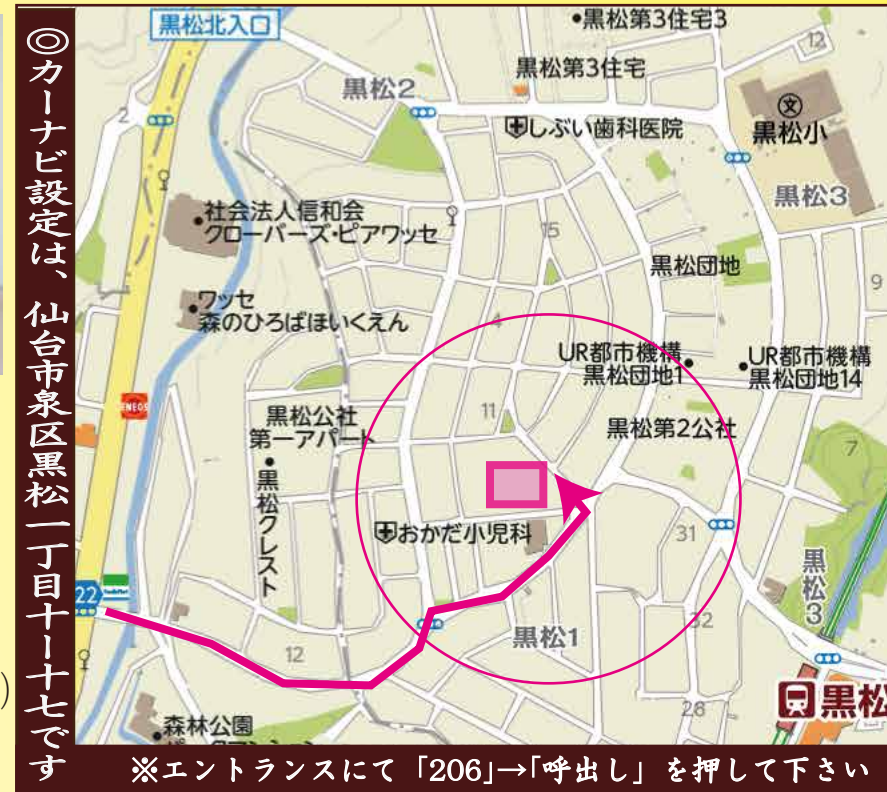 ◎カーナビ設定は、仙台市泉区黒松一丁目十ー十七です
黒松北入口
黒松第3住宅3
12
黒松第3住宅
黒松2
しぶい歯科医院
文
黒松小
2
黒松3
社会法人信和会
クローバーズ・ピアワッセ
15
黒松団地
9
ワッセ
森のひろばほいくえん
4
UR都市機構
黒松団地1
UR都市機構
黒松団地14
ENEOS
黒松公社
第一アパート
11
黒松第2公社
7
黒松クレスト
おかだ小児科
31
黒松3
22
FamilyMart
黒松1
32
12
26
黒松
森林公園
※エントランスにて「206」→「呼出し」を押して下さい
)